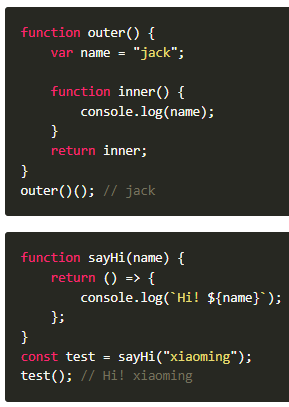 function outer() {
    var name = "jack";

    function inner() {
        console.log(name);
    }
    return inner;
}
outer()(); // jack

function sayHi(name) {
    return () => {
        console.log(`Hi! ${name}`);
    };
}
const test = sayHi("xiaoming");
test(); // Hi! xiaoming